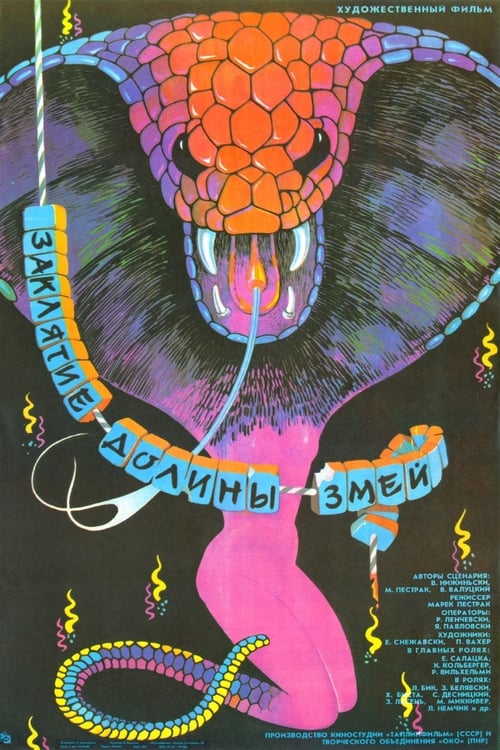 ХУДОЖЕСТВЕННЫЙ ФИЛЬМ
ЗАКЛЯТИЕ
ДОЛИНЫ
ЗМЕЙ
АВТОРЫ СЦЕНАРИЯ:
В. НИЖИНЬСКИ,
М. ПЕСТРАК, В. ВАЛУЦКИЙ
РЕЖИССЕР
МАРЕК ПЕСТРАК
ОПЕРАТОРЫ:
Р. ЛЕНЧЕВСКИ,
Я. ПАВЛОВСКИ
ХУДОЖНИКИ:
Е. СНЕЖАВСКИ, П. ВАХЕР
В ГЛАВНЫХ РОЛЯХ:
Е. САЛАЦКА,
К. КОЛЬБЕРГЕР,
Р. ВИЛЬХЕЛЬМИ
В РОЛЯХ:
Л. БИК, З. БЕЛЯВСКИ,
Х. БИСТА, С. ДЕСНИЦКИЙ,
З. ЛЕСЕНЬ, М. МИККИВЕР,
Л. НЕМЧИК и ДР.
ПРОИЗВОДСТВО КИНОСТУДИИ "ТАЛЛИНФИЛЬМ" (СССР) И
ТВОРЧЕСКОГО ОБЪЕДИНЕНИЯ "ОКО" (ПНР)